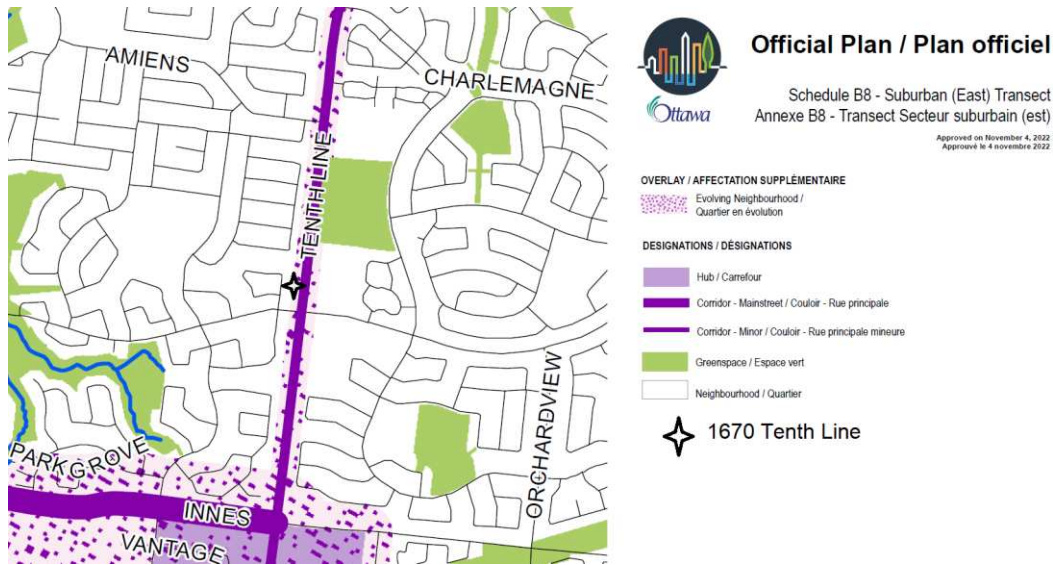 AMIENS
CHARLEMAGNE
TENTH LINE
ORCHARDVIEW
PARKGROVE
INNES
VANTAGE
Ottawa
Official Plan / Plan officiel
Schedule B8 - Suburban (East) Transect
Annexe B8 - Transect Secteur suburbain (est)
Approved on November 4, 2022
Approuvé le 4 novembre 2022
OVERLAY / AFFECTATION SUPPLÉMENTAIRE
Evolving Neighbourhood /
Quartier en évolution
DESIGNATIONS / DÉSIGNATIONS
Hub / Carrefour
Corridor - Mainstreet / Couloir - Rue principale
Corridor - Minor / Couloir - Rue principale mineure
Greenspace / Espace vert
Neighbourhood / Quartier
1670 Tenth Line